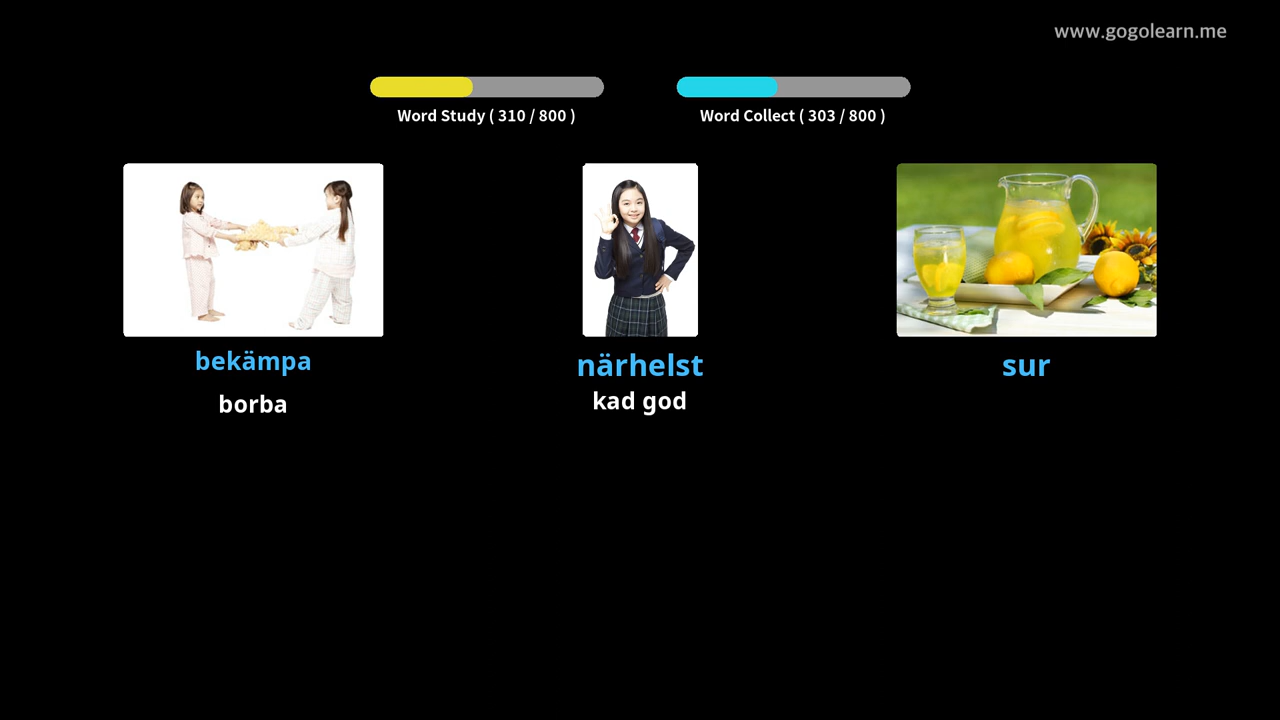 www.gogolearn.me
Word Study ( 310 / 800 )
Word Collect ( 303 / 800 )
bekämpa
närhelst
sur
borba
kad god